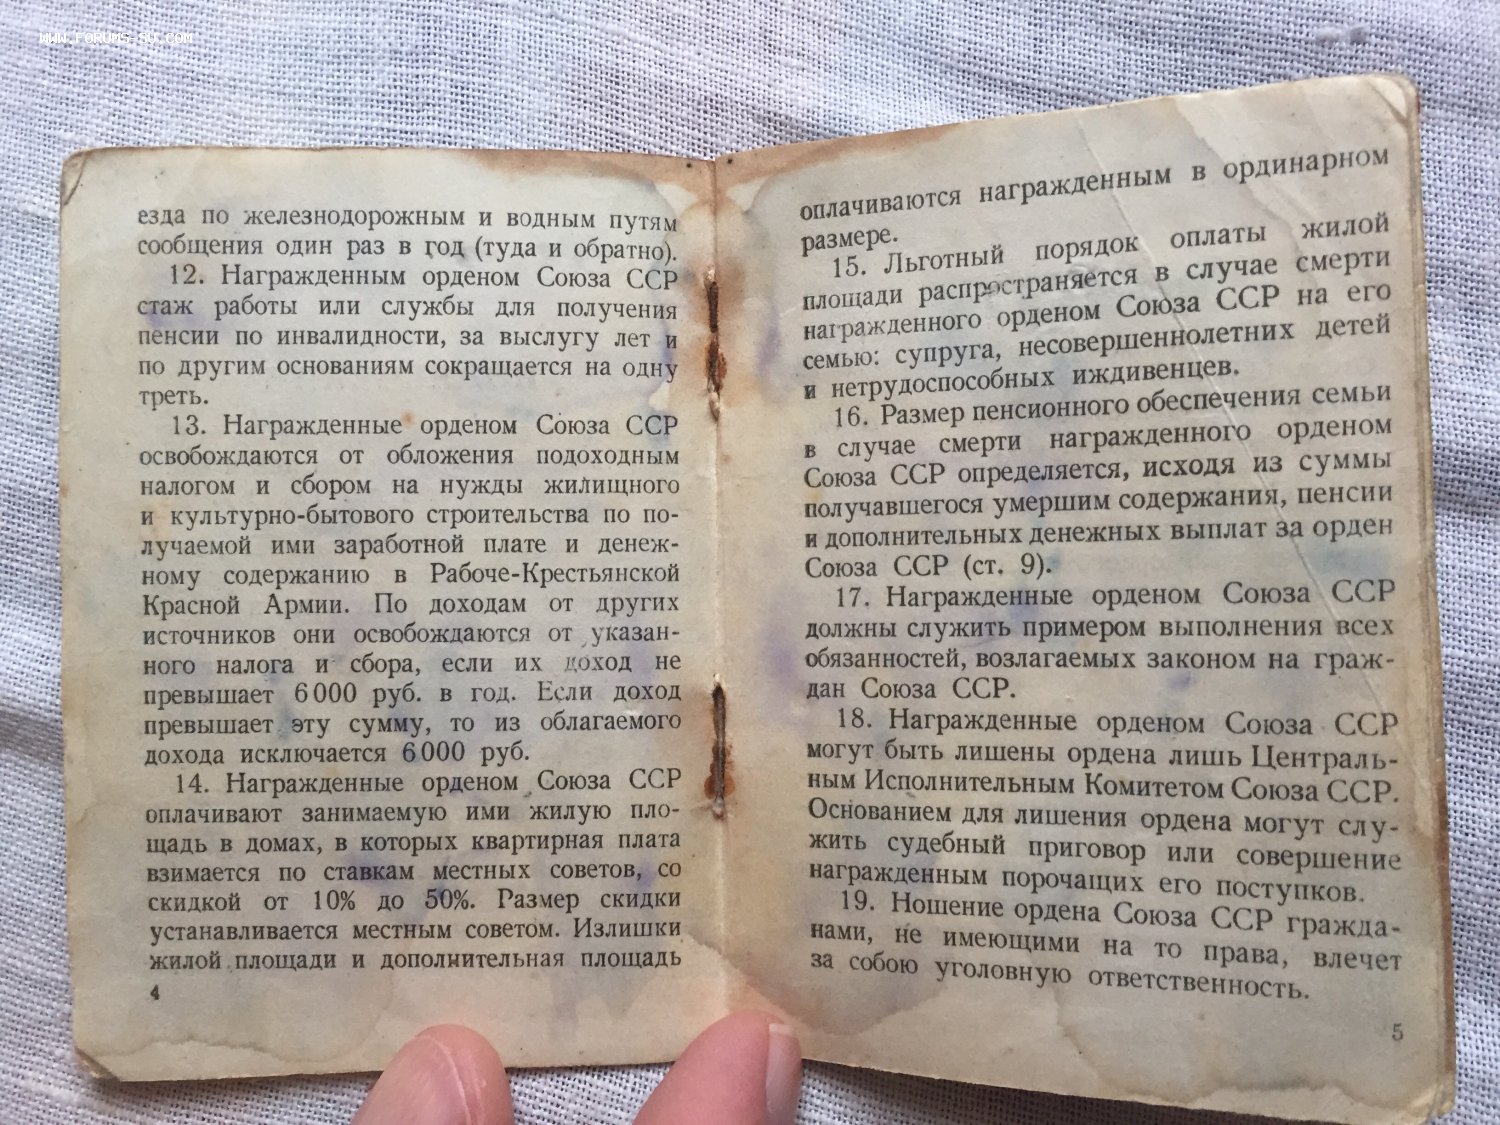 WWW.FORUMS-SU.COM
езда по железнодорожным и водным путям
сообщения один раз в год (туда и обратно).
12. Награжденным орденом Союза ССР
стаж работы или службы для получения
пенсии по инвалидности, за выслугу лет и
по другим основаниям сокращается на одну
треть.
13. Награжденные орденом Союза ССР
освобождаются от обложения подоходным
налогом и сбором на нужды жилищного
и культурно-бытового строительства по по-
лучаемой ими заработной плате и денеж-
ному содержанию в Рабоче-Крестьянской
Красной Армии. По доходам от других
источников они освобождаются от указан-
ного налога и сбора, если их доход не
превышает 6 000 руб. в год. Если доход
превышает эту сумму, то из облагаемого
дохода исключается 6 000 руб.
14. Награжденные орденом Союза ССР
оплачивают занимаемую ими жилую пло-
щадь в домах, в которых квартирная плата
взимается по ставкам местных советов, со
скидкой от 10% до 50%. Размер скидки
устанавливается местным советом. Излишки
жилой площади и дополнительная площадь
4
оплачиваются награжденным в ординарном
размере.
15. Льготный порядок оплаты жилой
площади распространяется в случае смерти
награжденного орденом Союза ССР на его
семью: супруга, несовершеннолетних детей
и нетрудоспособных иждивенцев.
16. Размер пенсионного обеспечения семьи
в случае смерти награжденного орденом
Союза ССР определяется, исходя из суммы
получавшегося умершим содержания, пенсии
и дополнительных денежных выплат за орден
Союза ССР (ст. 9).
17. Награжденные орденом Союза ССР
должны служить примером выполнения всех
обязанностей, возлагаемых законом на граж-
дан Союза ССР.
18. Награжденные орденом Союза ССР
могут быть лишены ордена лишь Централь-
ным Исполнительным Комитетом Союза ССР.
Основанием для лишения ордена могут слу-
жить судебный приговор или совершение
награжденным порочащих его поступков.
19. Ношение ордена Союза ССР гражда-
нами, не имеющими на то права, влечет
за собою уголовную ответственность.
5